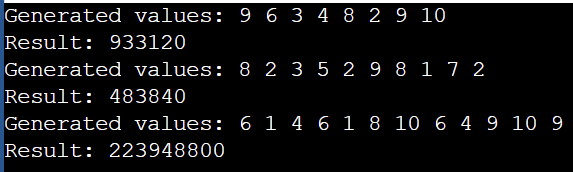 Generated values: 9 6 3 4 8 2 9 10
Result: 933120
Generated values: 8 2 3 5 2 9 8 1 7 2
Result: 483840
Generated values: 6 1 4 6 1 8 10 6 4 9 10 9
Result: 223948800